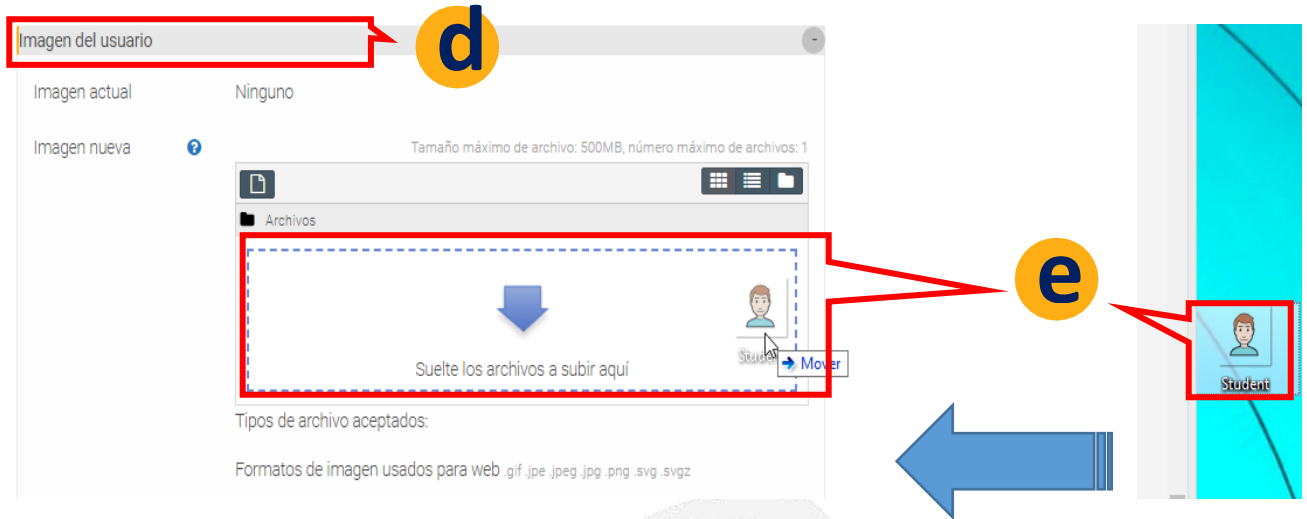 Imagen del usuario
d
-
Imagen actual
Ninguno
Imagen nueva
?
Tamaño máximo de archivo: 500MB, número máximo de archivos: 1
Archivos
e
Student
Mover
Suelte los archivos a subir aquí
Student
Tipos de archivo aceptados:
Formatos de imagen usados para web .gif .jpe .jpeg .jpg .png .svg .svgz